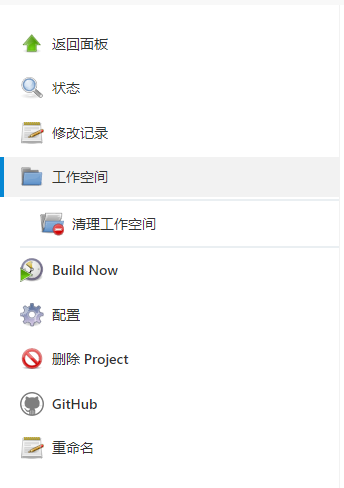 返回面板
状态
修改记录
工作空间
清理工作空间
Build Now
配置
删除 Project
GitHub
重命名